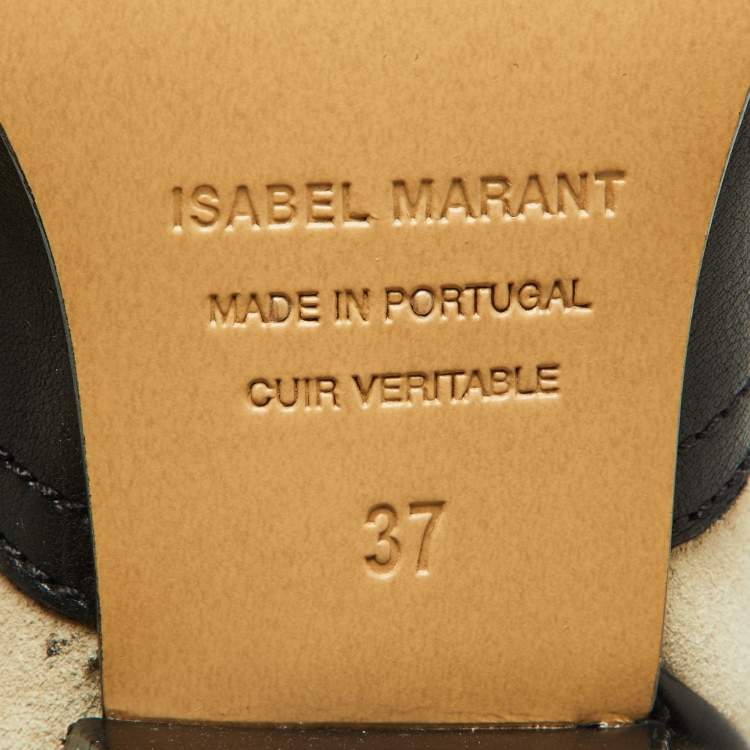 ISABEL MARANT
MADE IN PORTUGAL
CUIR VERITABLE
37